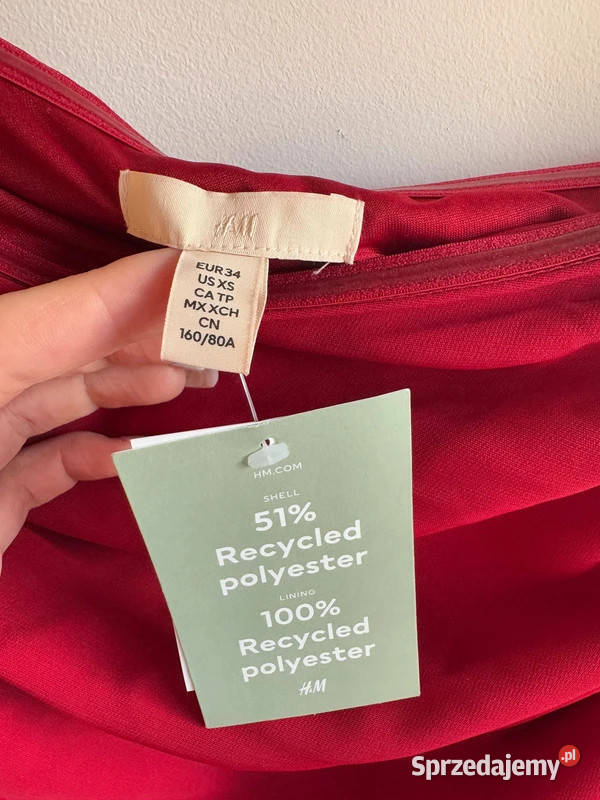 H&M
EUR34
US XS
CA TP
MX XCH
CN
160/80A
HM.COM
SHELL
51%
Recycled
polyester
LINING
100%
Recycled
polyester
H&M
Sprzedajemy.pl